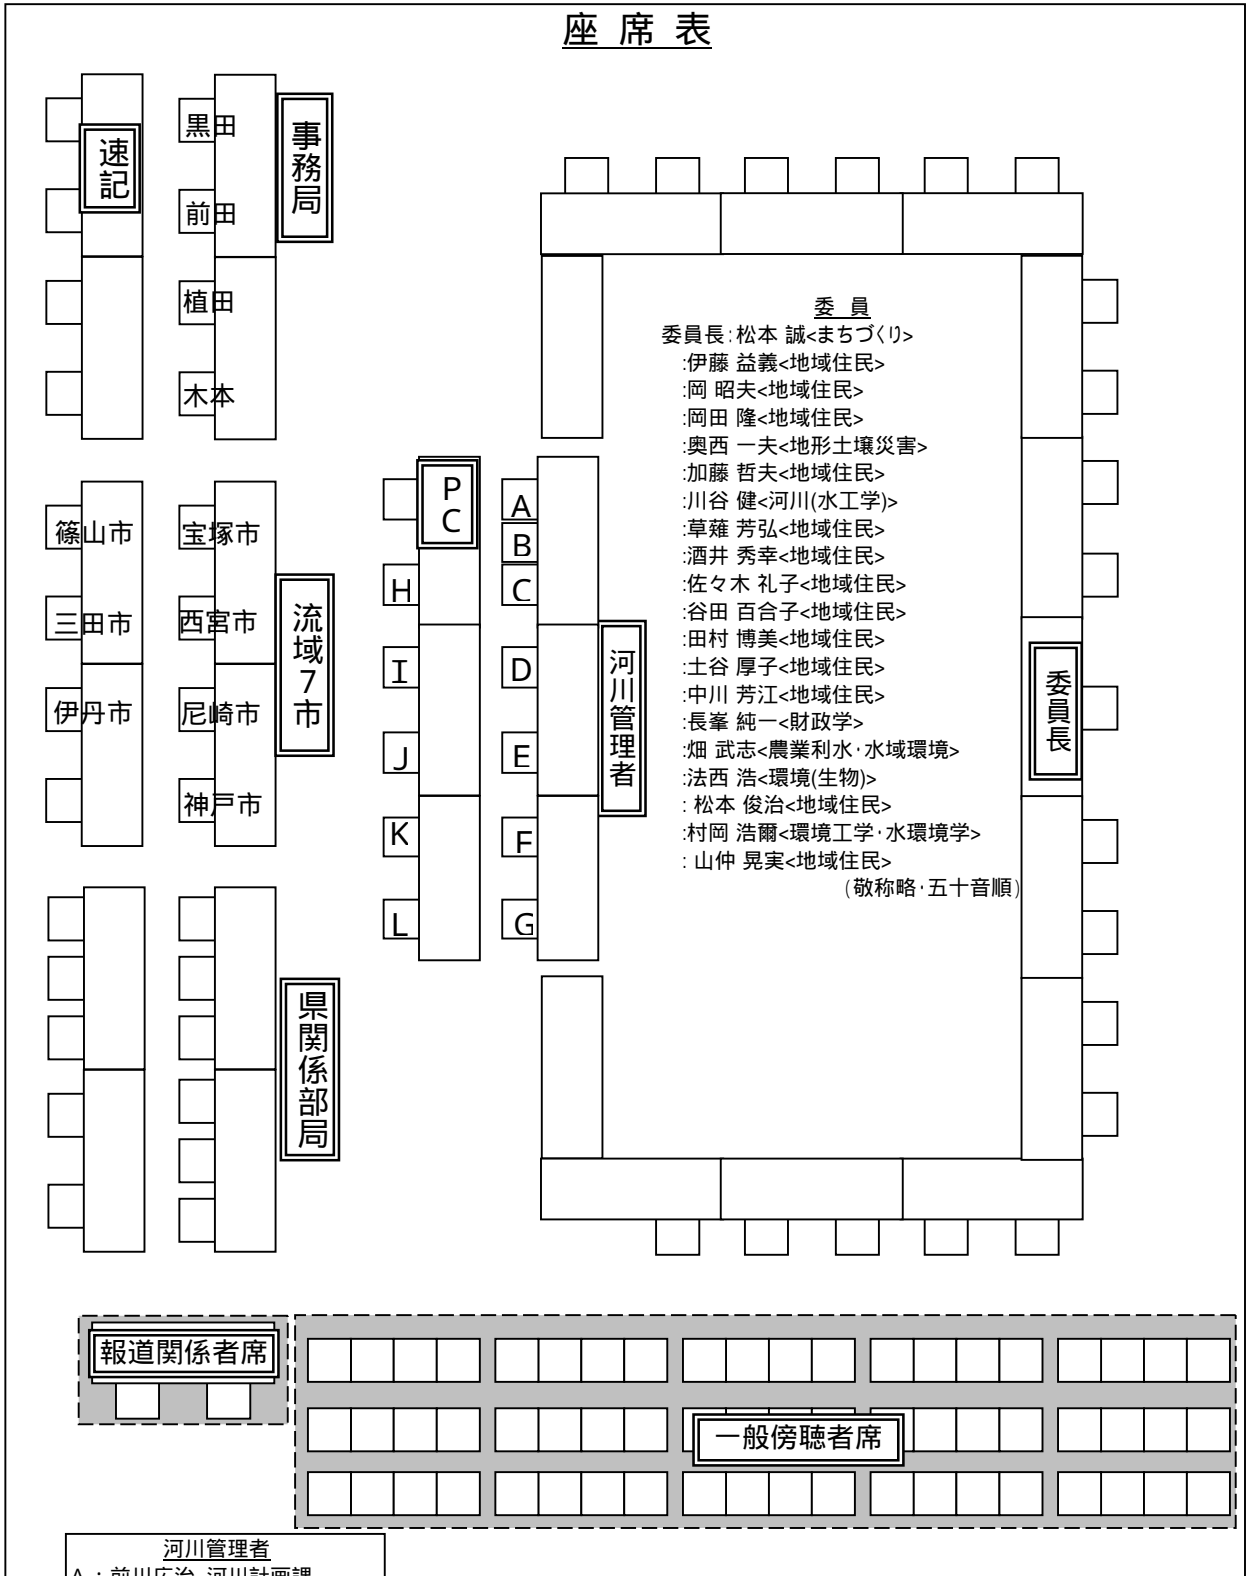 座 席 表
速記
黒田
前田
植田
木本
事務局
篠山市
三田市
伊丹市
宝塚市
西宮市
尼崎市
神戸市
流域7市
県関係部局
PC
H
I
J
K
L
A
B
C
D
E
F
G
河川管理者
委 員
委員長:松本 誠<まちづくり>
:伊藤 益義<地域住民>
:岡 昭夫<地域住民>
:岡田 隆<地域住民>
:奥西 一夫<地形土壌災害>
:加藤 哲夫<地域住民>
:川谷 健<河川(水工学)>
:草薙 芳弘<地域住民>
:酒井 秀幸<地域住民>
:佐々木 礼子<地域住民>
:谷田 百合子<地域住民>
:田村 博美<地域住民>
:土谷 厚子<地域住民>
:中川 芳江<地域住民>
:長峯 純一<財政学>
:畑 武志<農業利水・水域環境>
:法西 浩<環境(生物)>
: 松本 俊治<地域住民>
:村岡 浩爾<環境工学・水環境学>
: 山仲 晃実<地域住民>
(敬称略・五十音順)
委員長
報道関係者席
一般傍聴者席
河川管理者
A : 前川広治 河川計画課